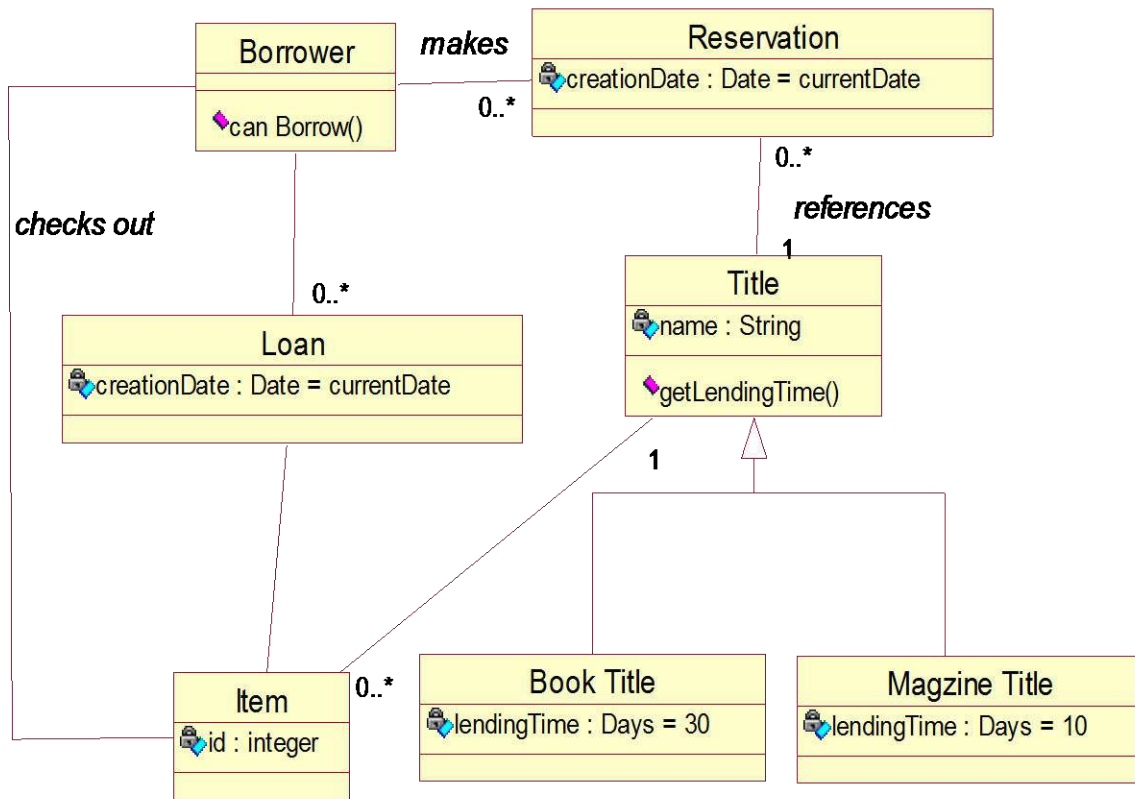 Borrower
can Borrow()
makes
0..*
Reservation
creationDate : Date = currentDate
0..*
references
1
checks out
0..*
Loan
creationDate : Date = currentDate
Title
name : String
getLendingTime()
1
0..*
Item
id : integer
Book Title
lendingTime : Days = 30
Magzine Title
lendingTime : Days = 10